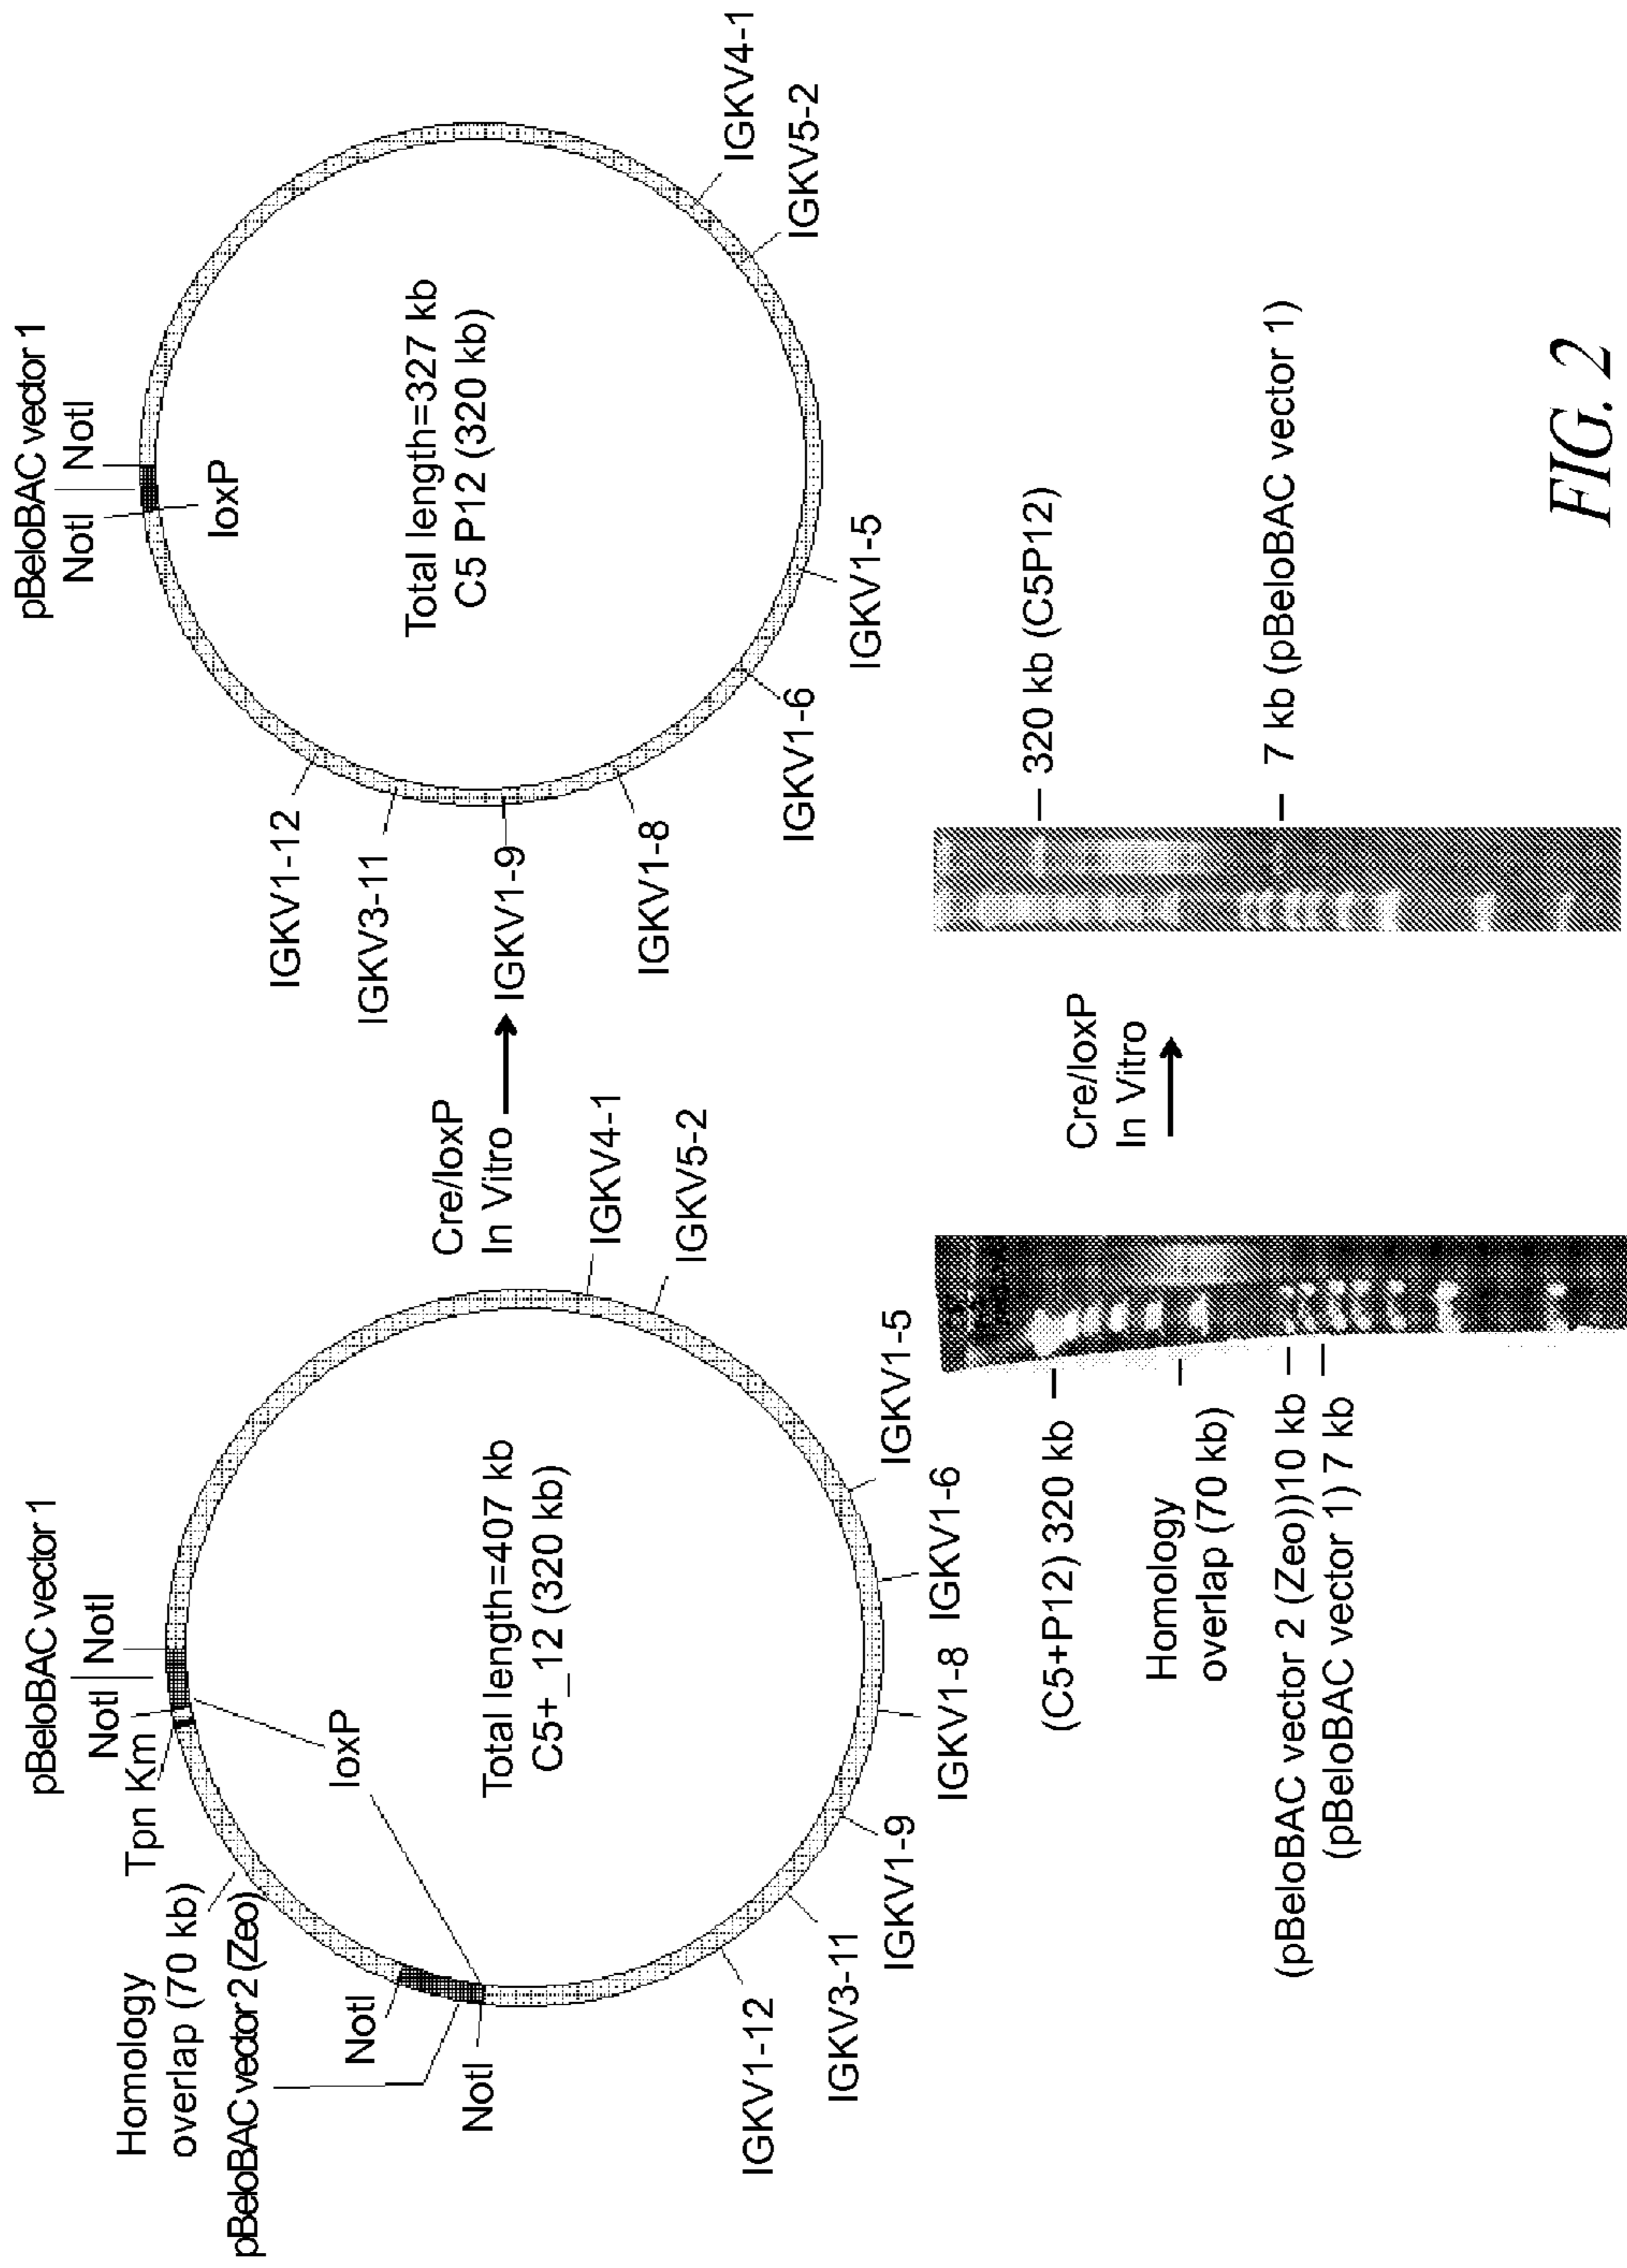 pBeloBAC vector 1
NotI
NotI
Tpn Km
Homology
overlap (70 kb)
pBeloBAC vector 2 (Zeo)
NotI
NotI
loxP
Total length=407 kb
C5+_12 (320 kb)
IGKV4-1
IGKV5-2
IGKV1-5
IGKV1-6
IGKV1-8
IGKV1-9
IGKV3-11
IGKV1-12
Cre/loxP
In Vitro
pBeloBAC vector 1
NotI
NotI
loxP
Total length=327 kb
C5 P12 (320 kb)
IGKV4-1
IGKV5-2
IGKV1-5
IGKV1-6
IGKV1-8
IGKV1-9
IGKV3-11
IGKV1-12
(C5+P12) 320 kb
Homology
overlap (70 kb)
(pBeloBAC vector 2 (Zeo))10 kb
(pBeloBAC vector 1) 7 kb
Cre/loxP
In Vitro
320 kb (C5P12)
7 kb (pBeloBAC vector 1)
FIG. 2